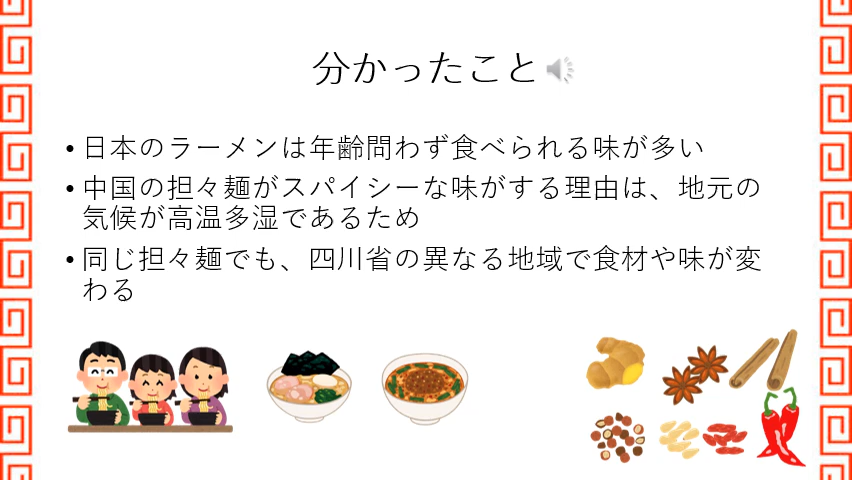 分かったこと
• 日本のラーメンは年齢問わず食べられる味が多い
• 中国の担々麺がスパイシーな味がする理由は、地元の
気候が高温多湿であるため
• 同じ担々麺でも、四川省の異なる地域で食材や味が変
わる